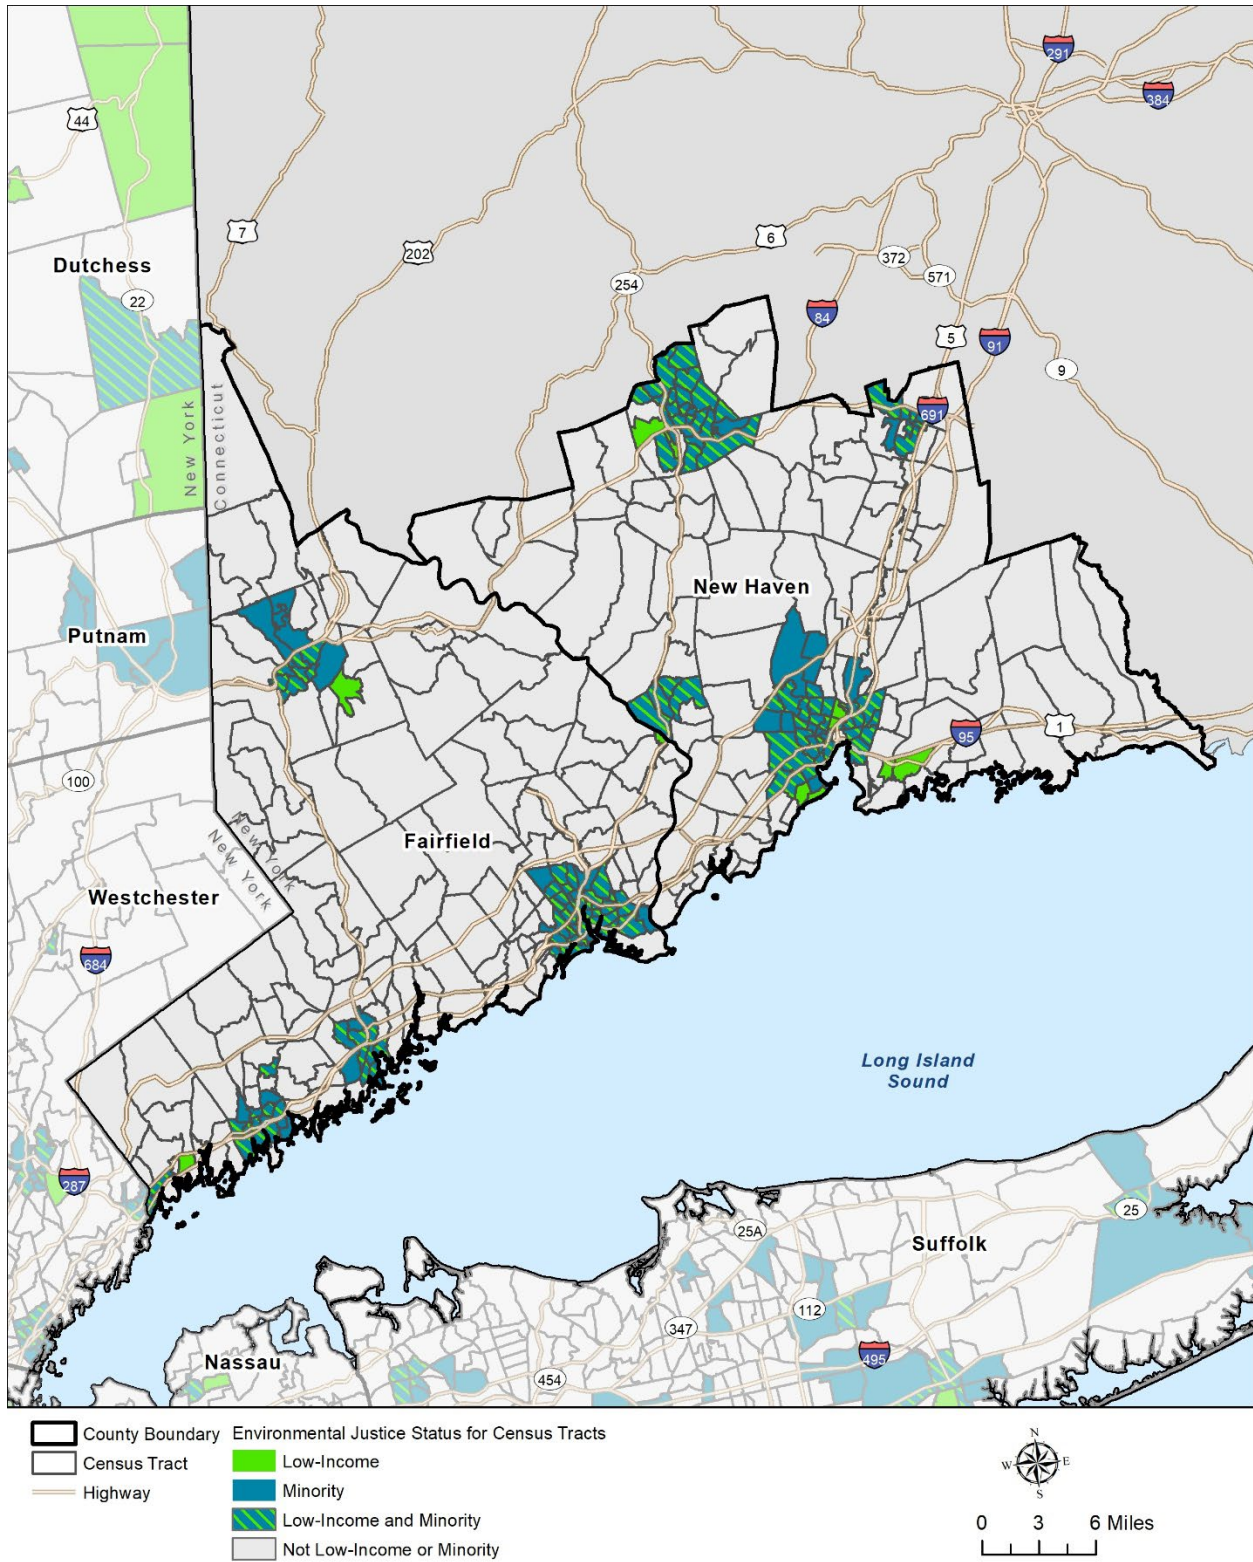 291
384
44
7
6
202
372
Dutchess
571
254
22
84
5
91
9
691
New York
Connecticut
New Haven
Putnam
95
1
100
New York
New York
Fairfield
Westchester
684
Long Island
Sound
287
25
25A
Suffolk
112
347
495
Nassau
454
County Boundary
Census Tract
Highway
Environmental Justice Status for Census Tracts
Low-Income
Minority
Low-Income and Minority
Not Low-Income or Minority
N
W
E
S
0 3 6 Miles